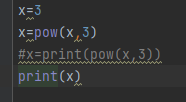 x=3
x=pow(x,3)
#x=print(pow(x,3))
print(x)